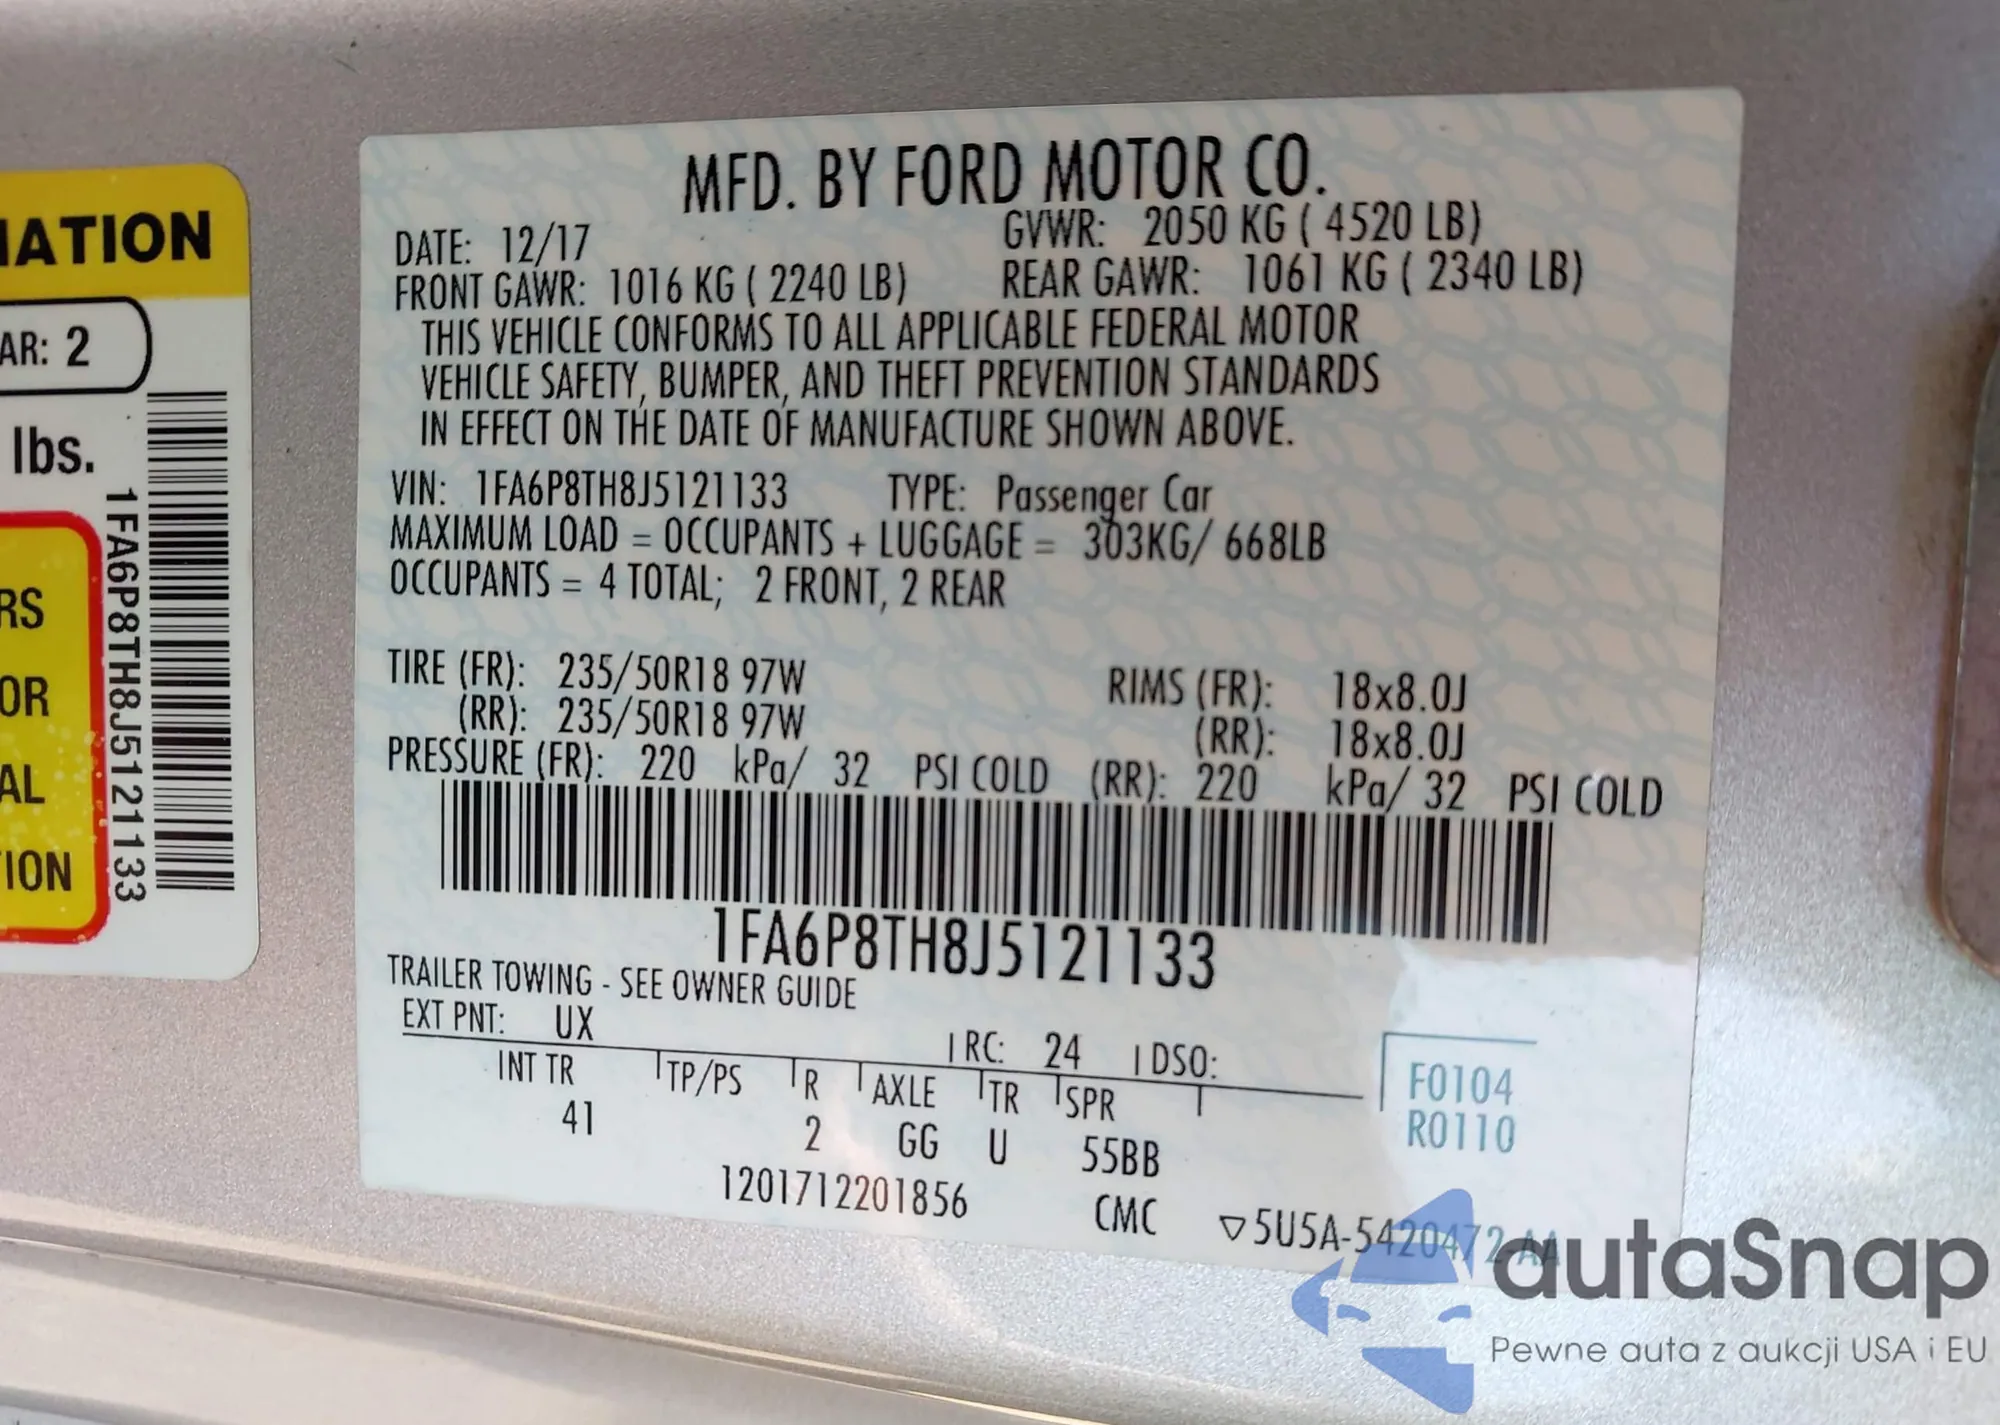 MFD. BY FORD MOTOR CO.
DATE: 12/17 GVWR: 2050 KG ( 4520 LB)
FRONT GAWR: 1016 KG ( 2240 LB) REAR GAWR: 1061 KG ( 2340 LB)
THIS VEHICLE CONFORMS TO ALL APPLICABLE FEDERAL MOTOR
VEHICLE SAFETY, BUMPER, AND THEFT PREVENTION STANDARDS
IN EFFECT ON THE DATE OF MANUFACTURE SHOWN ABOVE.
VIN: 1FA6P8TH8J5121133 TYPE: Passenger Car
MAXIMUM LOAD = OCCUPANTS + LUGGAGE = 303KG/ 668LB
OCCUPANTS = 4 TOTAL; 2 FRONT, 2 REAR
TIRE (FR): 235/50R18 97W RIMS (FR): 18x8.0J
(RR): 235/50R18 97W (RR): 18x8.0J
PRESSURE (FR): 220 kPa/ 32 PSI COLD (RR): 220 kPa/ 32 PSI COLD
1FA6P8TH8J5121133
TRAILER TOWING - SEE OWNER GUIDE
EXT PNT: UX RC: 24 DSO:
INT TR TP/PS R AXLE TR SPR
41 2 GG U 55BB
F0104
R0110
1201712201856 CMC ▽5U5A-5420472-AA
IATION
AR: 2
lbs.
RS
OR
AL
TION
1FA6P8TH8J5121133
autaSnap
Pewne auta z aukcji USA i EU